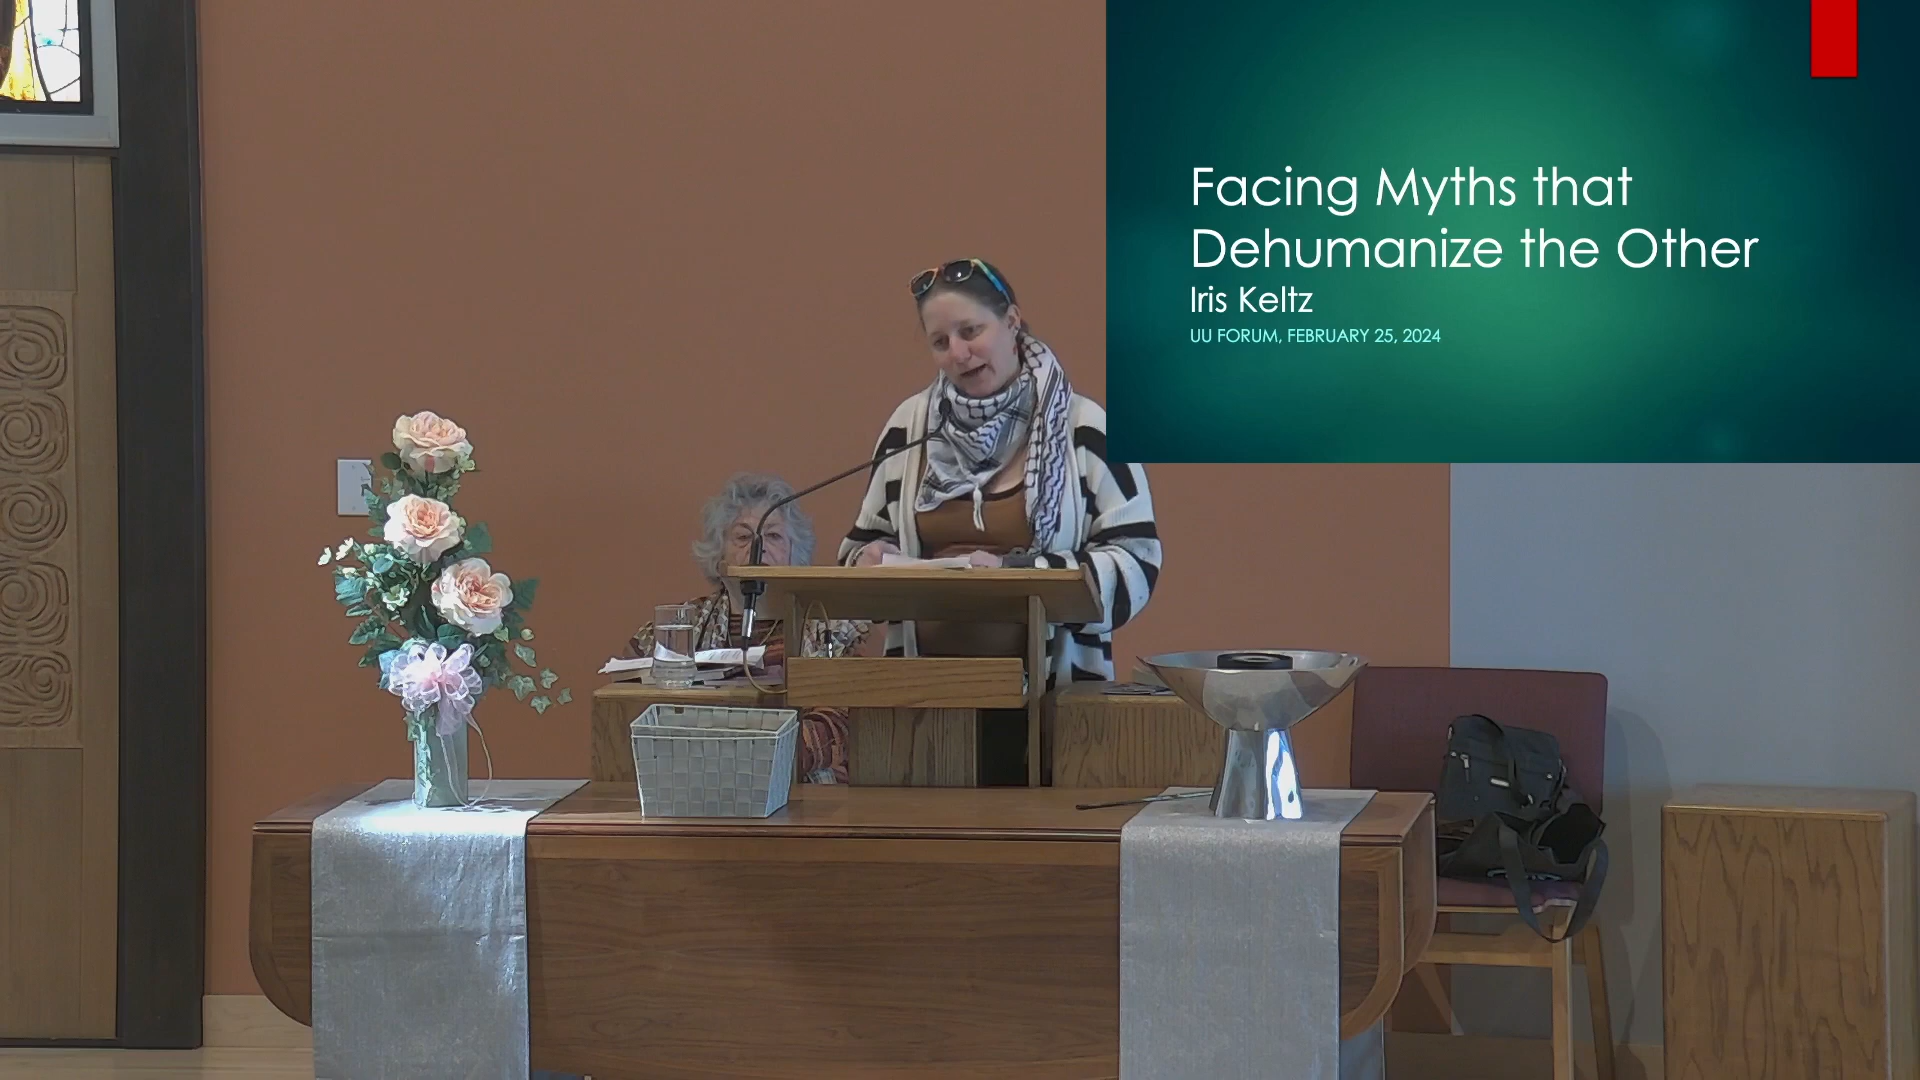 Facing Myths that
Dehumanize the Other
Iris Keltz
UU FORUM, FEBRUARY 25, 2024